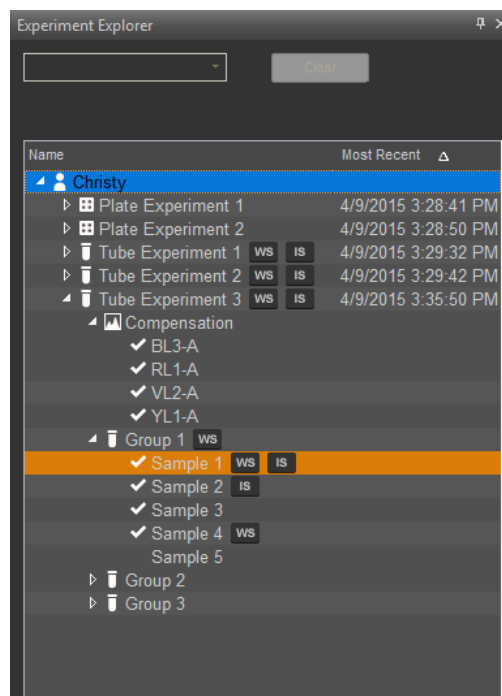 Experiment Explorer
Clear
Name Most Recent
Christy
Plate Experiment 1 4/9/2015 3:28:41 PM
Plate Experiment 2 4/9/2015 3:28:50 PM
Tube Experiment 1 WS IS 4/9/2015 3:29:32 PM
Tube Experiment 2 WS IS 4/9/2015 3:29:42 PM
Tube Experiment 3 WS IS 4/9/2015 3:35:50 PM
Compensation
BL3-A
RL1-A
VL2-A
YL1-A
Group 1 WS
Sample 1 WS IS
Sample 2 IS
Sample 3
Sample 4 WS
Sample 5
Group 2
Group 3